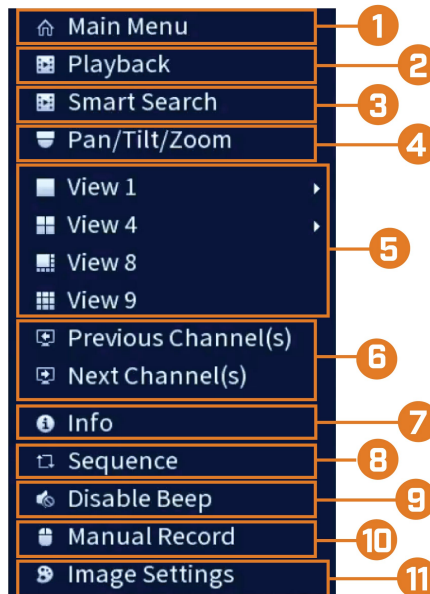 Main Menu 1
Playback 2
Smart Search 3
Pan/Tilt/Zoom 4
View 1
View 4
View 8
View 9
5
Previous Channel(s)
Next Channel(s)
6
Info 7
Sequence 8
Disable Beep 9
Manual Record 10
Image Settings 11